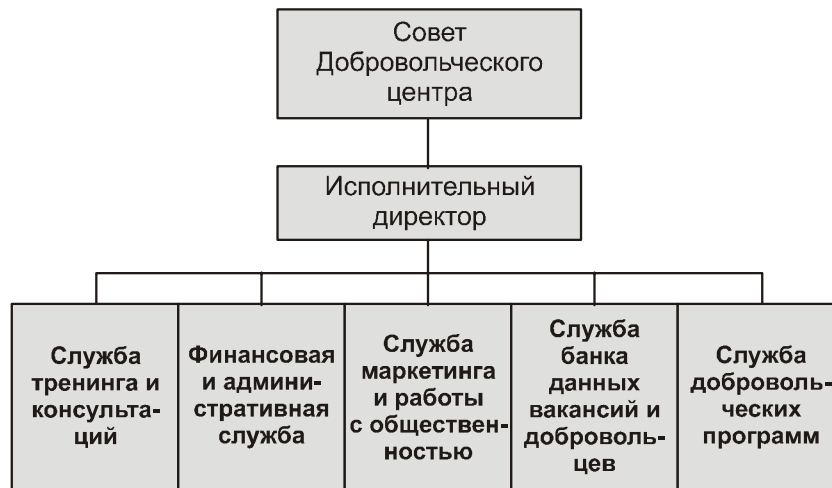 Совет
Добровольческого
центра
Исполнительный
директор
Служба
тренинга и
консульта-
ций
Финансовая
и админи-
стративная
служба
Служба
маркетинга
и работы
с обществен-
ностью
Служба
банка
данных
вакансий и
доброволь-
цев
Служба
доброволь-
ческих
программ